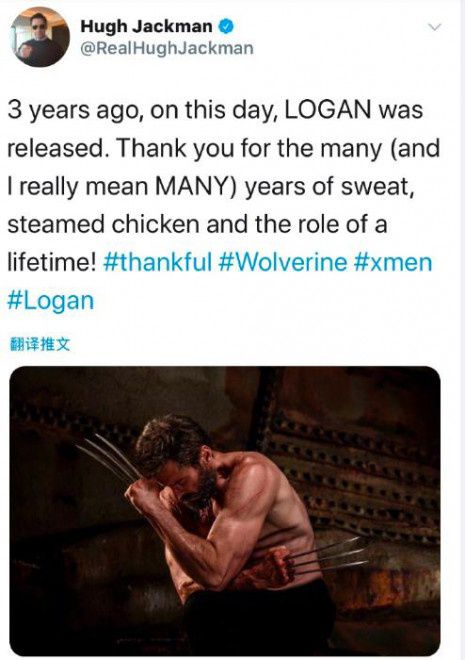 Hugh Jackman
@RealHughJackman
3 years ago, on this day, LOGAN was
released. Thank you for the many (and
I really mean MANY) years of sweat,
steamed chicken and the role of a
lifetime! #thankful #Wolverine #xmen
#Logan
翻译推文